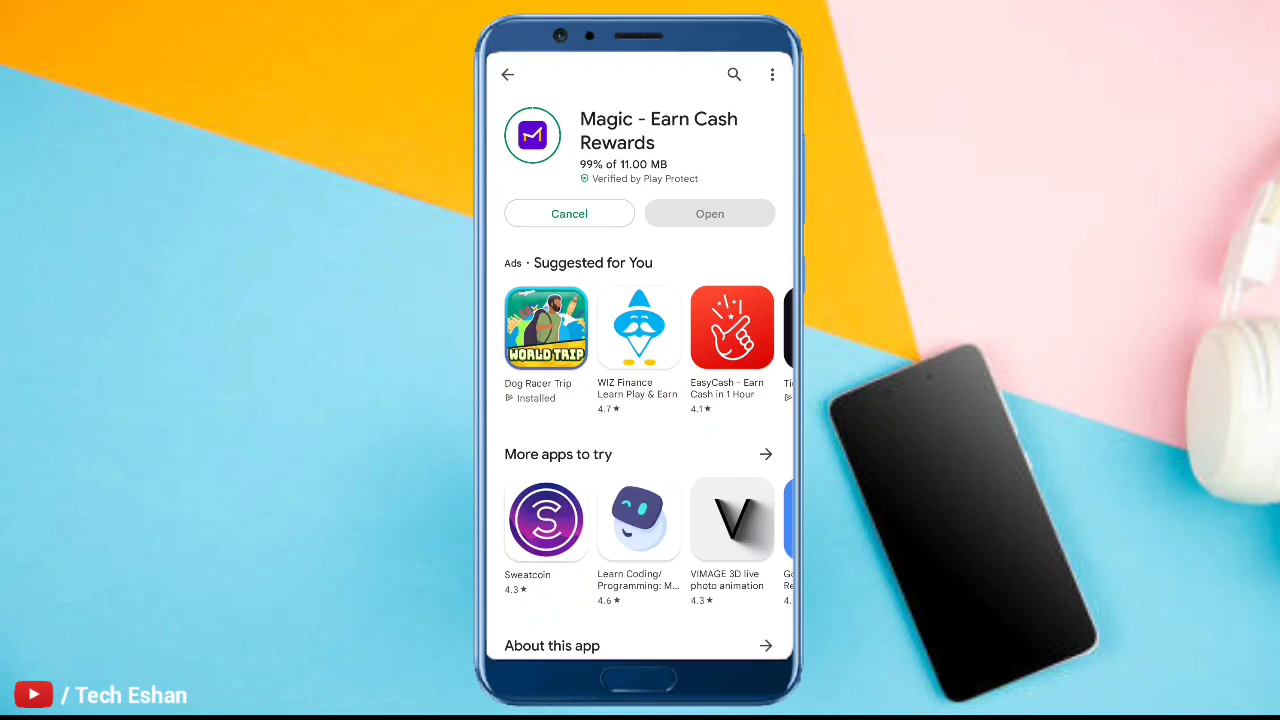 Magic - Earn Cash
Rewards
99% of 11.00 MB
Verified by Play Protect
Cancel
Open
Ads · Suggested for You
WORLD TRIP
Dog Racer Trip
Installed
WIZ Finance
Learn Play & Earn
4.7★
EasyCash - Earn
Cash in 1 Hour
4.1★
More apps to try
S
Sweatcoin
4.3★
Learn Coding/
Programming: M...
4.6★
V
VIMAGE 3D live
photo animation
4.3★
4.
About this app
/ Tech Eshan